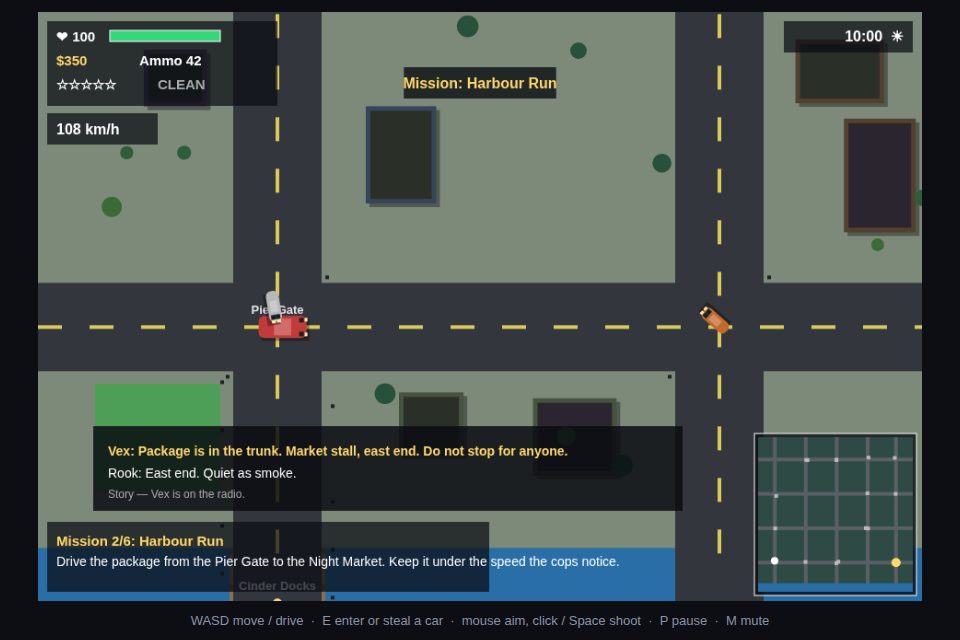 ❤ 100
$350 Ammo 42
☆☆☆☆☆ CLEAN
108 km/h
Mission: Harbour Run
10:00 ☀
Pier Gate
Vex: Package is in the trunk. Market stall, east end. Do not stop for anyone.
Rook: East end. Quiet as smoke.
Story — Vex is on the radio.
Mission 2/6: Harbour Run
Drive the package from the Pier Gate to the Night Market. Keep it under the speed the cops notice.
Cinder Docks
WASD move / drive · E enter or steal a car · mouse aim, click / Space shoot · P pause · M mute